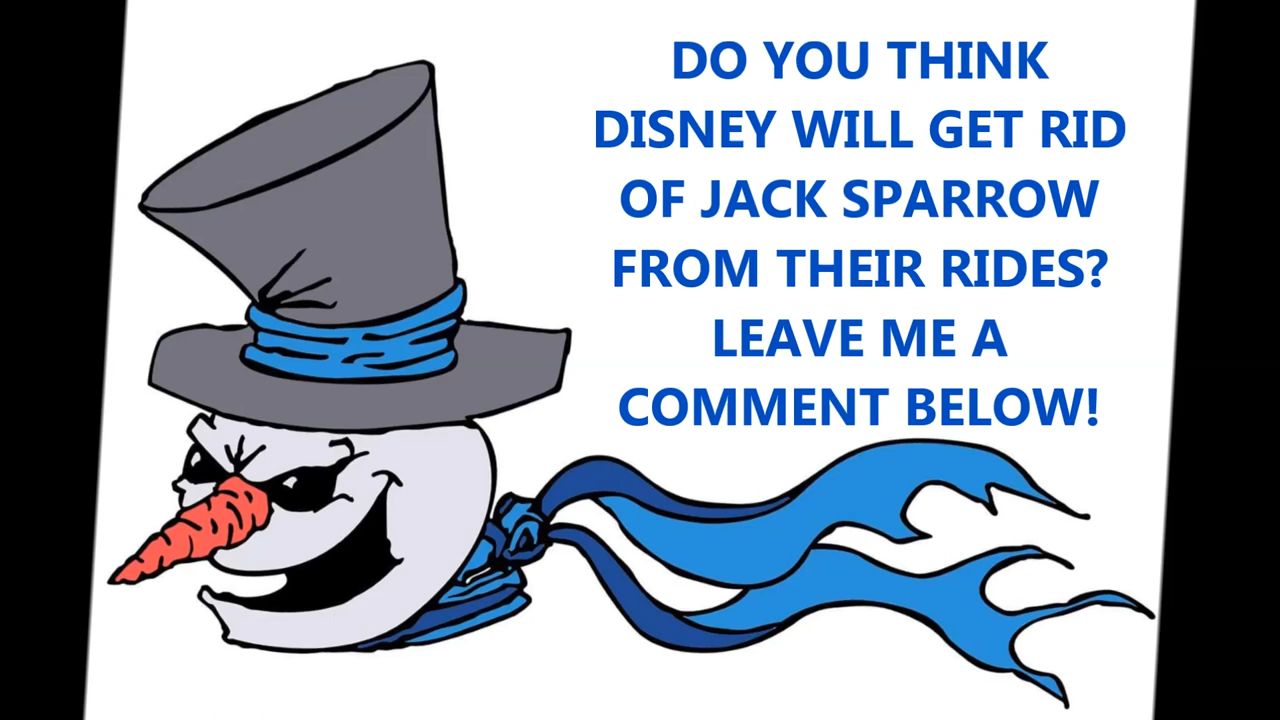 DO YOU THINK
DISNEY WILL GET RID
OF JACK SPARROW
FROM THEIR RIDES?
LEAVE ME A
COMMENT BELOW!